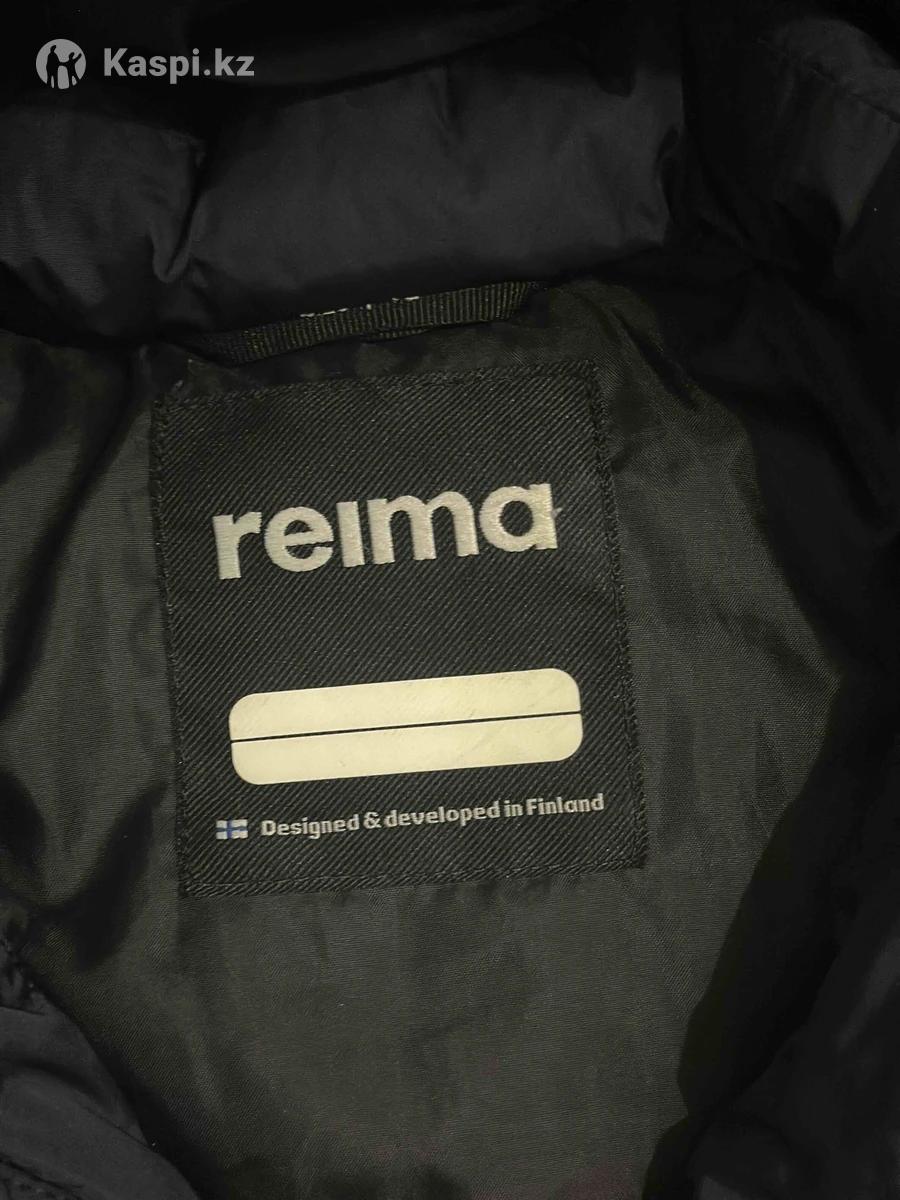 Kaspi.kz
reima
Designed & developed in Finland